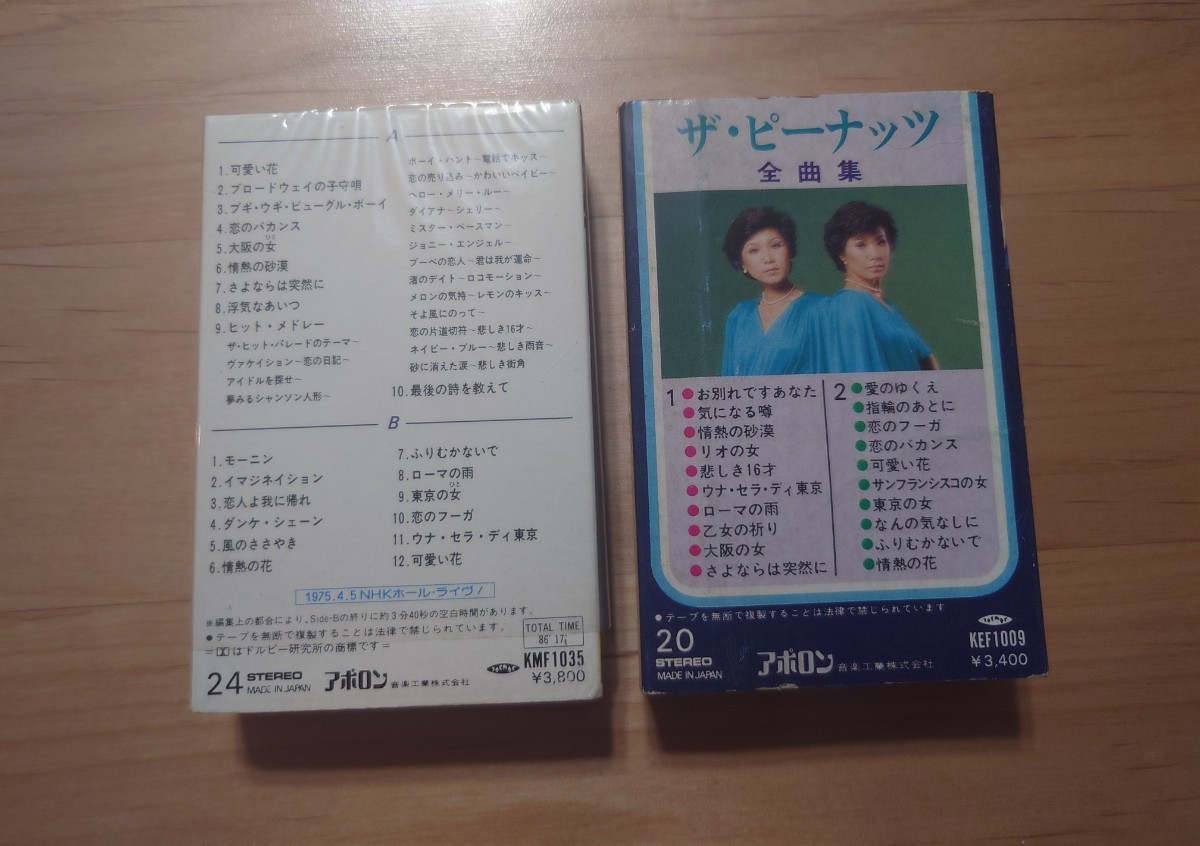 A
1.可愛い花
2.ブロードウェイの子守唄
3.ブギ・ウギ・ビューグル・ボーイ
4.恋のバカンス
5.大阪の女
ひと
6.情熱の砂漠
7.さよならは突然に
8.浮気なあいつ
9.ヒット・メドレー
ザ・ヒット・パレードのテーマ〜
ヴァケイション〜恋の日記〜
アイドルを探せ〜
夢みるシャンソン人形〜
ボーイ・ハント〜電話でキッス〜
恋の売り込み〜かわいいベイビー〜
ヘロー・メリー・ルー〜
ダイアナ〜シェリー〜
ミスター・ベースマン〜
ジョニー・エンジェル〜
ブーベの恋人〜君は我が運命〜
渚のデイト〜ロコモーション〜
メロンの気持〜レモンのキッス〜
そよ風にのって〜
恋の片道切符〜悲しき16才〜
ネイビー・ブルー〜悲しき雨音〜
砂に消えた涙〜悲しき街角
10.最後の詩を教えて
B
1.モーニン
2.イマジネイション
3.恋人よ我に帰れ
4.ダンケ・シェーン
5.風のささやき
6.情熱の花
7.ふりむかないで
8.ローマの雨
9.東京の女
ひと
10.恋のフーガ
11.ウナ・セラ・ディ東京
12.可愛い花
1975.4.5 NHKホール・ライヴ!
※編集上の都合により、Side-Bの終りに約3分40秒の空白時間があります。
●テープを無断で複製することは法律で禁じられています。
=はドルビー研究所の商標です=
TOTAL TIME
86' 17"
24 STEREO
MADE IN JAPAN
アポロン 音楽工業株式会社
KMF1035
¥3,800
ザ・ピーナッツ
全曲集
1
●お別れですあなた
●気になる噂
●情熱の砂漠
●リオの女
●悲しき16才
●ウナ・セラ・ディ東京
●ローマの雨
●乙女の祈り
●大阪の女
●さよならは突然に
2
●愛のゆくえ
●指輪のあとに
●恋のフーガ
●恋のバカンス
●可愛い花
●サンフランシスコの女
●東京の女
●なんの気なしに
●ふりむかないで
●情熱の花
●テープを無断で複製することは法律で禁じられています
20
STEREO
MADE IN JAPAN
アポロン 音楽工業株式会社
KEF1009
¥3,400